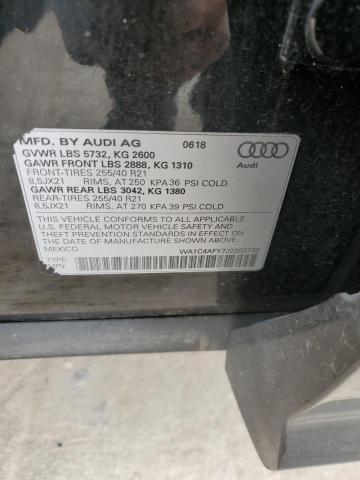 MFD. BY AUDI AG 0618
GVWR LBS 5732, KG 2600
GAWR FRONT LBS 2888, KG 1310
FRONT-TIRES 255/40 R21
8,5JX21 RIMS, AT 250 KPA 36 PSI COLD
GAWR REAR LBS 3042, KG 1380
REAR-TIRES 255/40 R21
8,5JX21 RIMS, AT 270 KPA 39 PSI COLD
Audi
THIS VEHICLE CONFORMS TO ALL APPLICABLE
U.S. FEDERAL MOTOR VEHICLE SAFETY AND
THEFT PREVENTION STANDARDS IN EFFECT ON
THE DATE OF MANUFACTURE SHOWN ABOVE.
MEXICO WA1C4AFY7J2203732
TYPE:
MPV